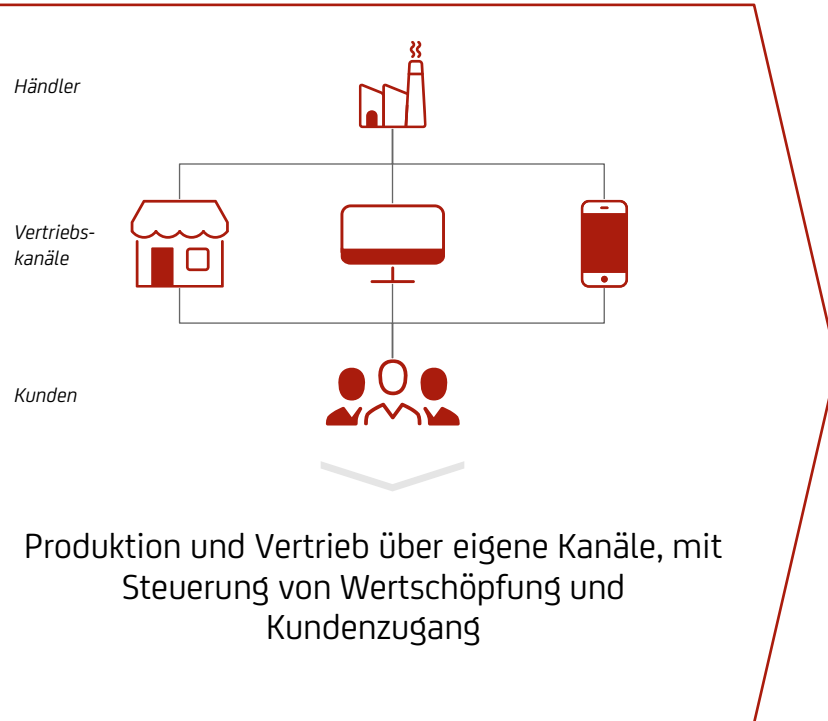 Händler
Vertriebs-
kanäle
Kunden
Produktion und Vertrieb über eigene Kanäle, mit
Steuerung von Wertschöpfung und
Kundenzugang